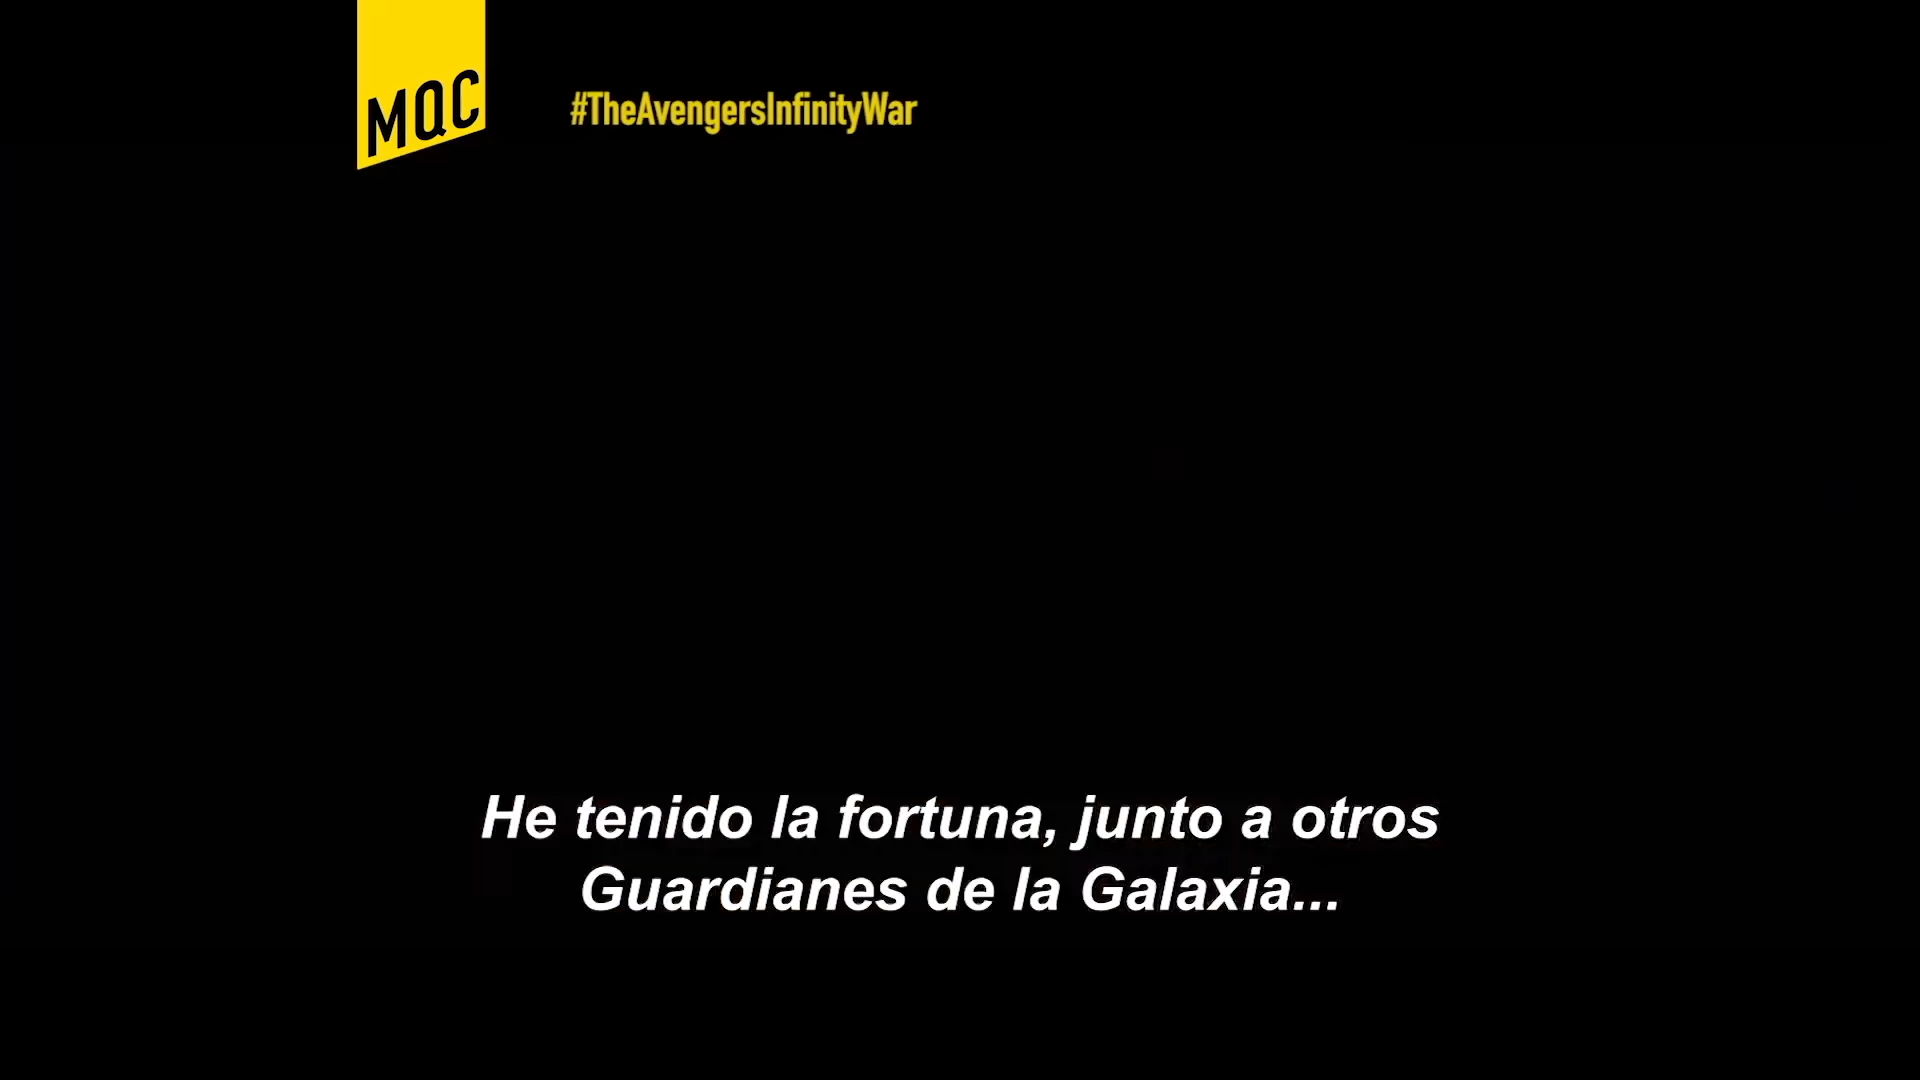 MQC
#TheAvengersInfinityWar
He tenido la fortuna, junto a otros
Guardianes de la Galaxia...